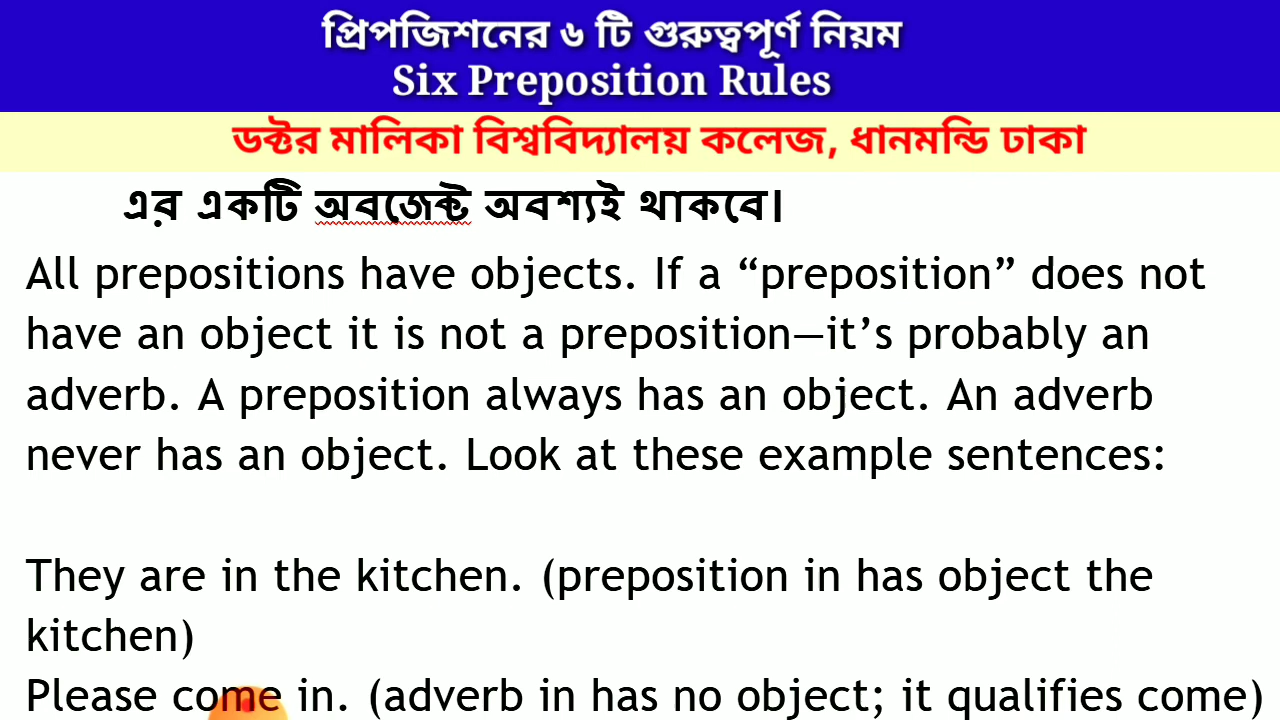 প্রিপজিশনের ৬ টি গুরুত্বপূর্ণ নিয়ম
Six Preposition Rules
ডক্টর মালিকা বিশ্ববিদ্যালয় কলেজ, ধানমন্ডি ঢাকা
এর একটি অবজেক্ট অবশ্যই থাকবে।
All prepositions have objects. If a “preposition” does not
have an object it is not a preposition—it’s probably an
adverb. A preposition always has an object. An adverb
never has an object. Look at these example sentences:
They are in the kitchen. (preposition in has object the
kitchen)
Please come in. (adverb in has no object; it qualifies come)